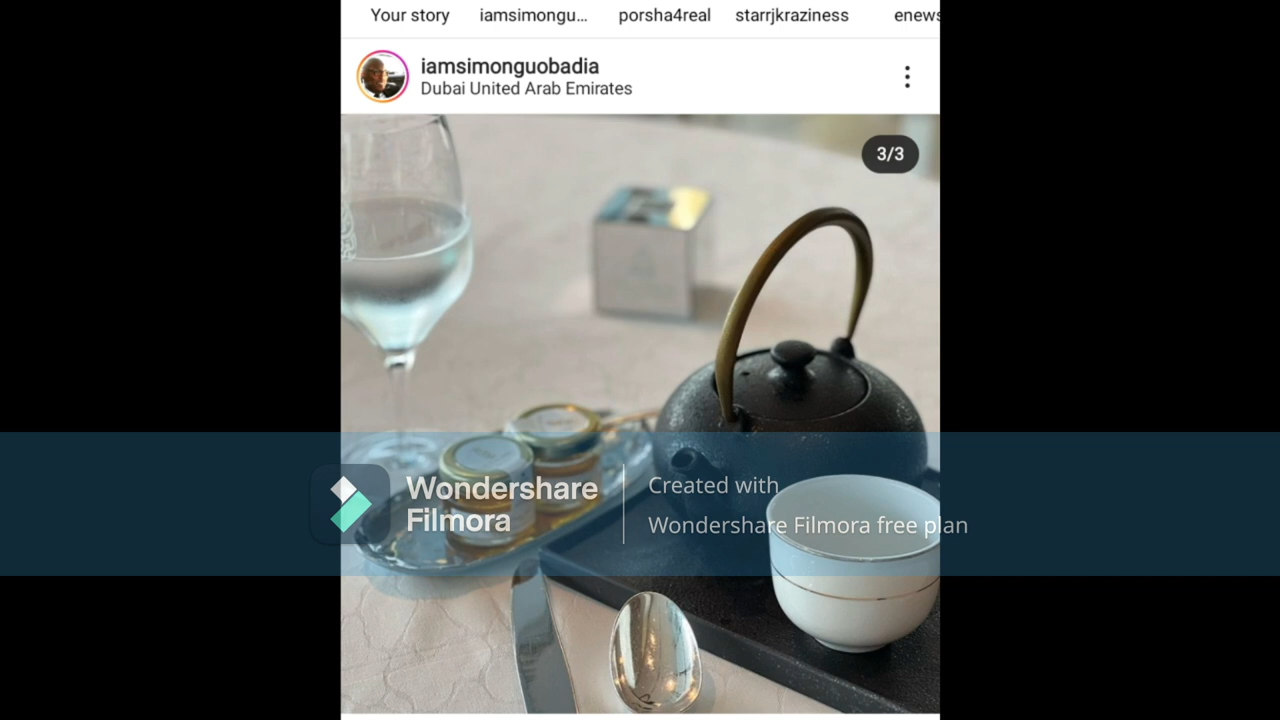 Your story iamsimongu... porsha4real starrjkraziness enews
iamsimonguobadia
Dubai United Arab Emirates
3/3
Wondershare
Filmora
Created with
Wondershare Filmora free plan